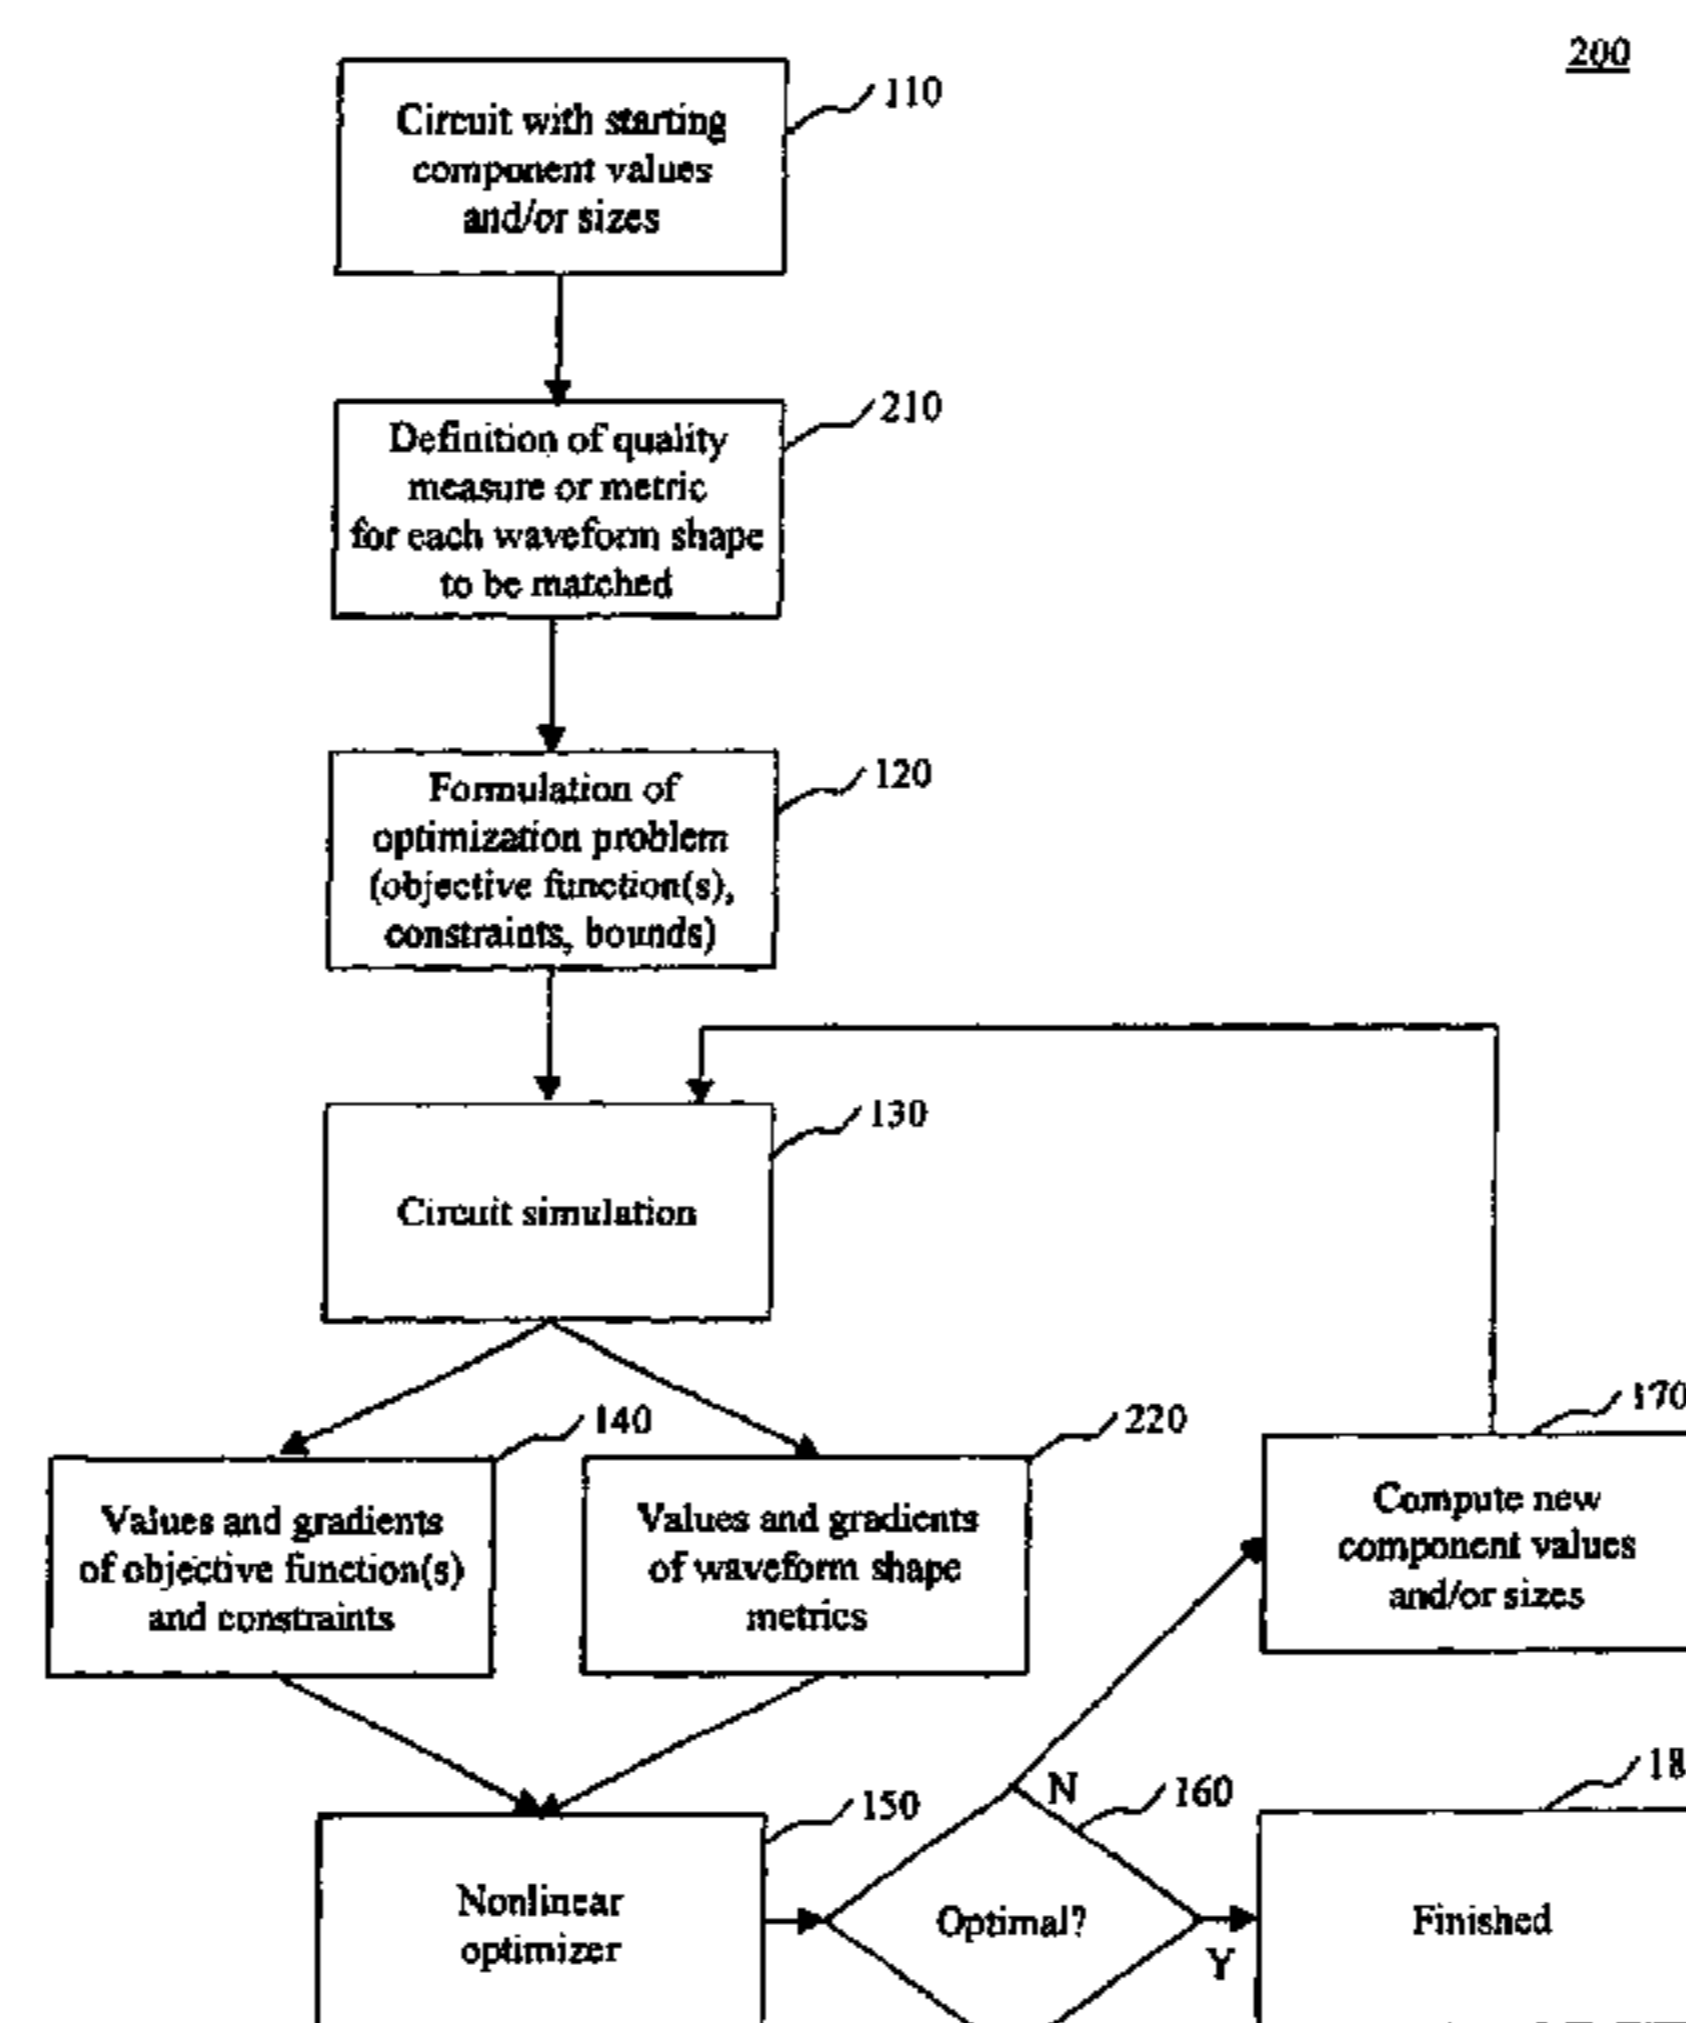 200
110
Circuit with starting
component values
and/or sizes
210
Definition of quality
measure or metric
for each waveform shape
to be matched
120
Formulation of
optimization problem
(objective function(s),
constraints, bounds)
130
Circuit simulation
140
Values and gradients
of objective function(s)
and constraints
220
Values and gradients
of waveform shape
metrics
170
Compute new
component values
and/or sizes
150
Nonlinear
optimizer
N
160
Optimal?
Y
18
Finished